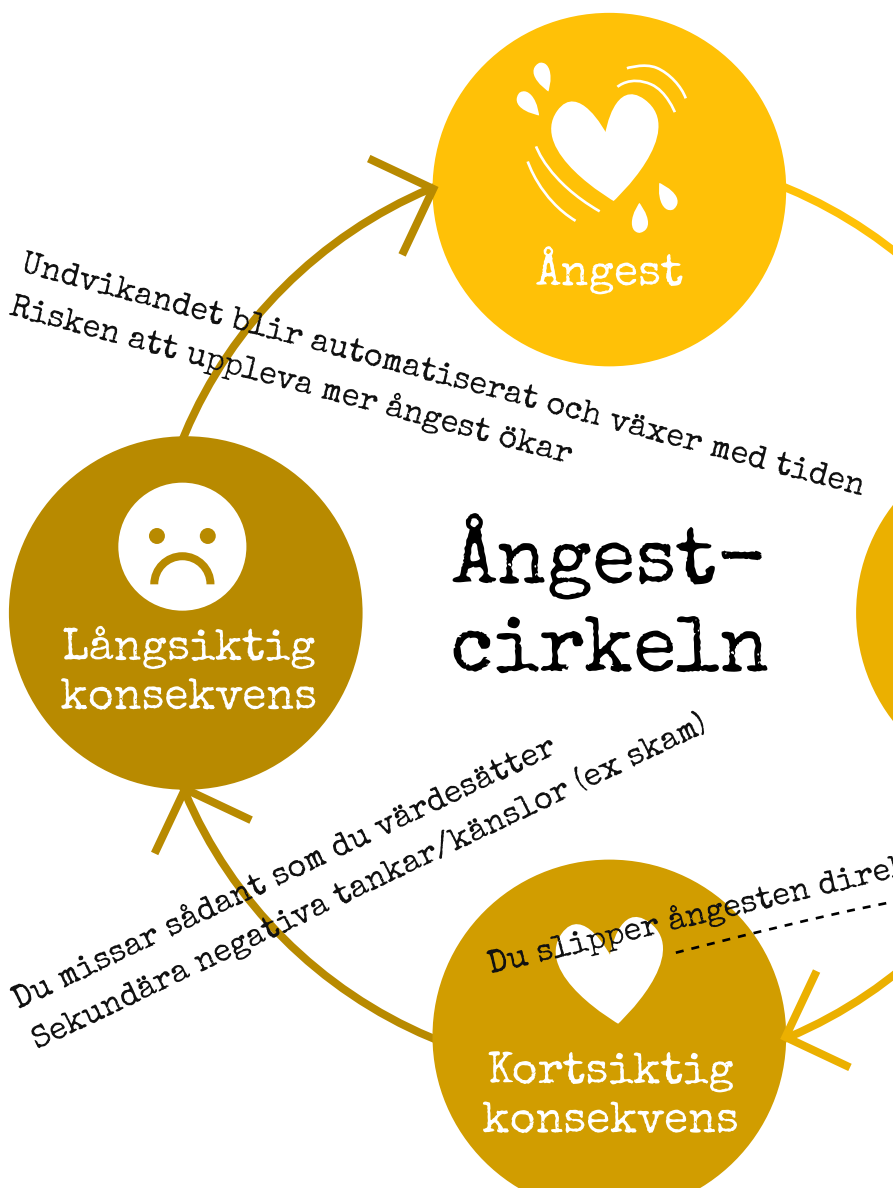 Ångest
Undvikandet blir automatiserat och växer med tiden
Risken att uppleva mer ångest ökar
Ångest-
cirkeln
Långsiktig
konsekvens
Du missar sådant som du värdesätter
Sekundära negativa tankar/känslor (ex skam)
Du slipper ångesten
Kortsiktig
konsekvens